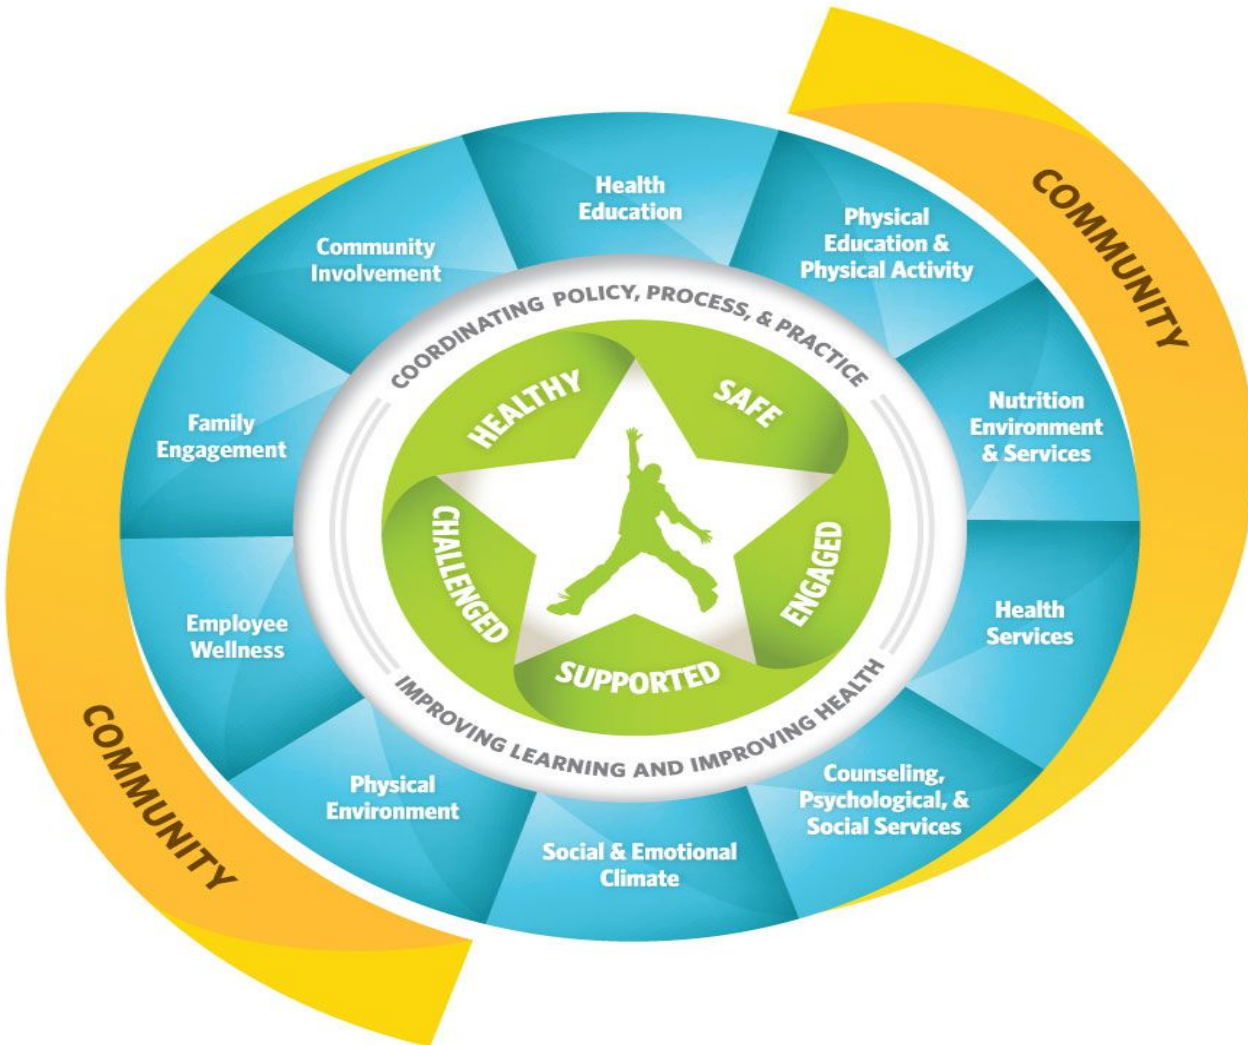 COMMUNITY
Health
Education
Physical
Education &
Physical Activity
Nutrition
Environment
& Services
Health
Services
Counseling,
Psychological, &
Social Services
Social & Emotional
Climate
Physical
Environment
Employee
Wellness
Family
Engagement
Community
Involvement
COORDINATING POLICY, PROCESS, & PRACTICE
IMPROVING LEARNING AND IMPROVING HEALTH
HEALTHY
SAFE
ENGAGED
SUPPORTED
CHALLENGED
COMMUNITY